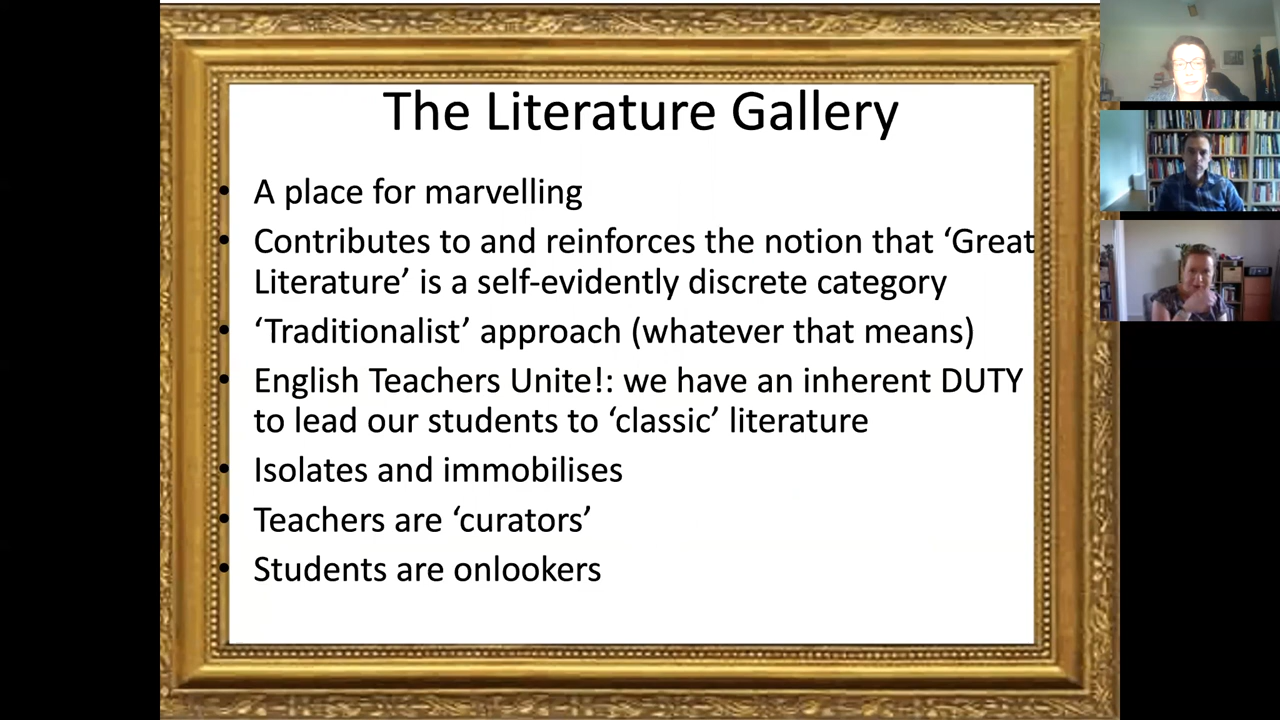 The Literature Gallery
• A place for marvelling
• Contributes to and reinforces the notion that ‘Great
Literature’ is a self-evidently discrete category
• ‘Traditionalist’ approach (whatever that means)
• English Teachers Unite!: we have an inherent DUTY
to lead our students to ‘classic’ literature
• Isolates and immobilises
• Teachers are ‘curators’
• Students are onlookers